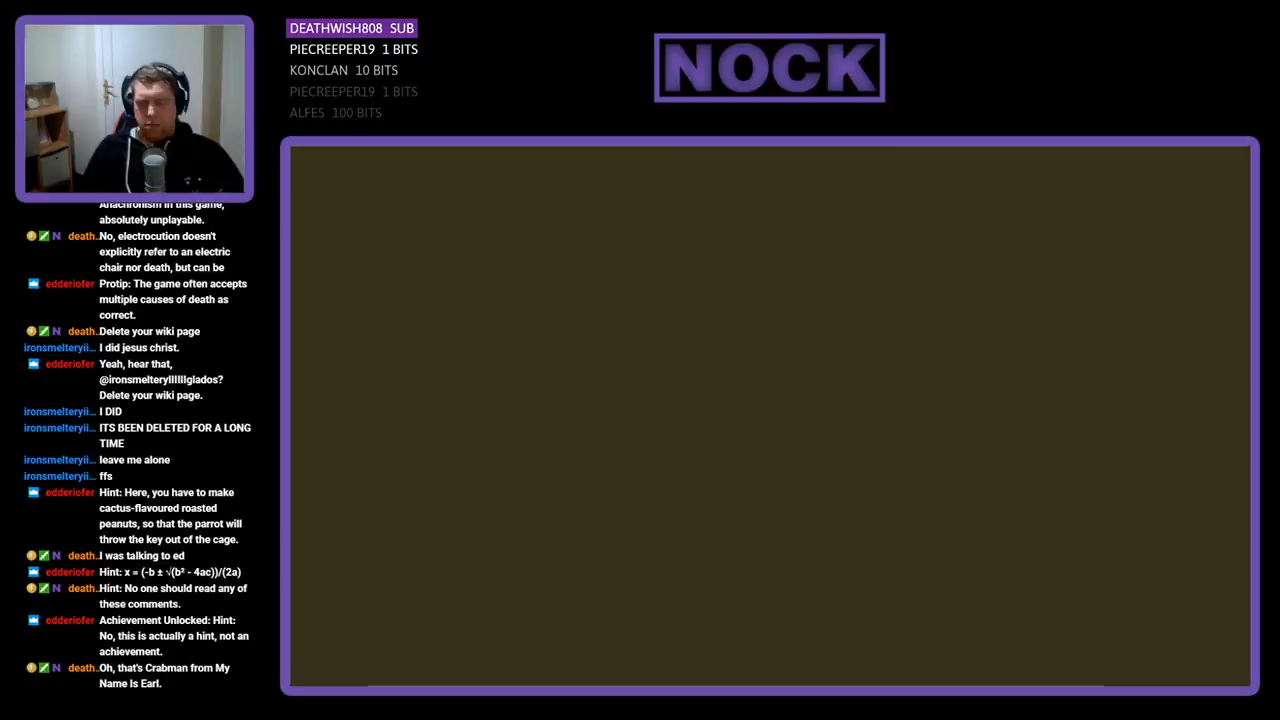 DEATHWISH808 SUB
PIECREEPER19 1 BITS
KONCLAN 10 BITS
PIECREEPER19 1 BITS
ALFE5 100 BITS
NOCK
Anachronism in this game,
absolutely unplayable.
death.. No, electrocution doesn't
explicitly refer to an electric
chair nor death, but can be
edderiofer Protip: The game often accepts
multiple causes of death as
correct.
death.. Delete your wiki page
ironsmelteryii... I did jesus christ.
edderiofer Yeah, hear that,
@ironsmelteryIIIIIIglados?
Delete your wiki page.
ironsmelteryii... I DID
ironsmelteryii... ITS BEEN DELETED FOR A LONG
TIME
ironsmelteryii... leave me alone
ironsmelteryii... ffs
edderiofer Hint: Here, you have to make
cactus-flavoured roasted
peanuts, so that the parrot will
throw the key out of the cage.
death.. I was talking to ed
edderiofer Hint: x = (-b ± √(b² - 4ac))/(2a)
death.. Hint: No one should read any of
these comments.
edderiofer Achievement Unlocked: Hint:
No, this is actually a hint, not an
achievement.
death.. Oh, that's Crabman from My
Name Is Earl.